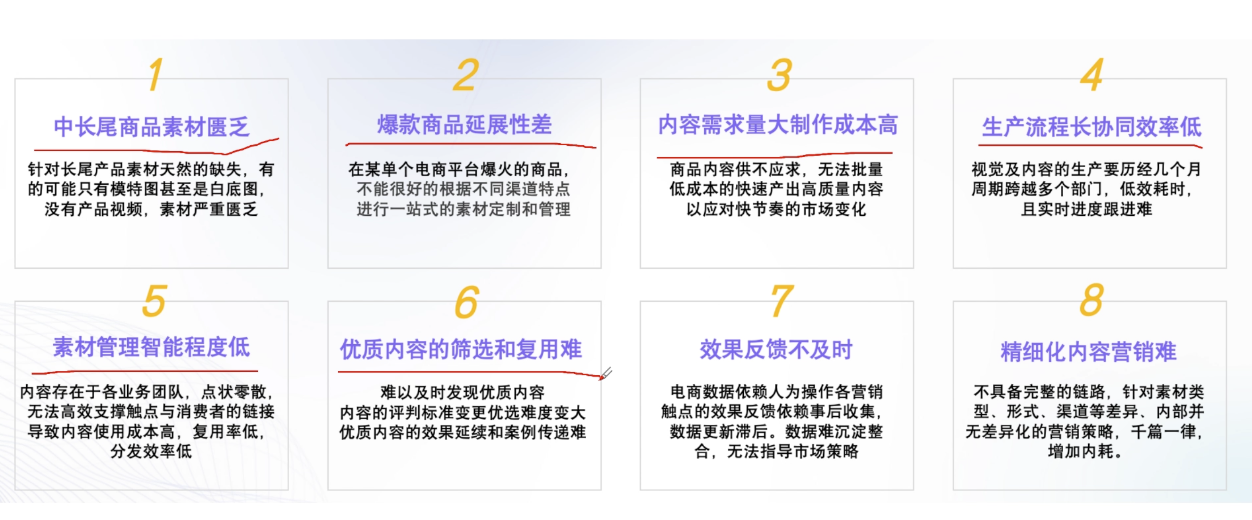 1
中长尾商品素材匮乏
针对长尾产品素材天然的缺失，有
的可能只有模特图甚至是白底图，
没有产品视频，素材严重匮乏
2
爆款商品延展性差
在某单个电商平台爆火的商品，
不能很好的根据不同渠道特点
进行一站式的素材定制和管理
3
内容需求量大制作成本高
商品内容供不应求，无法批量
低成本的快速产出高质量内容
以应对快节奏的市场变化
4
生产流程长协同效率低
视觉及内容的生产要历经几个月
周期跨越多个部门，低效耗时，
且实时进度跟进难
5
素材管理智能程度低
内容存在于各业务团队，点状零散，
无法高效支撑触点与消费者的链接
导致内容使用成本高，复用率低，
分发效率低
6
优质内容的筛选和复用难
难以及时发现优质内容
内容的评判标准变更优选难度变大
优质内容的效果延续和案例传递难
7
效果反馈不及时
电商数据依赖人为操作各营销
触点的效果反馈依赖事后收集，
数据更新滞后。数据难沉淀整
合，无法指导市场策略
8
精细化内容营销难
不具备完整的链路，针对素材类
型、形式、渠道等差异、内部并
无差异化的营销策略，千篇一律，
增加内耗。